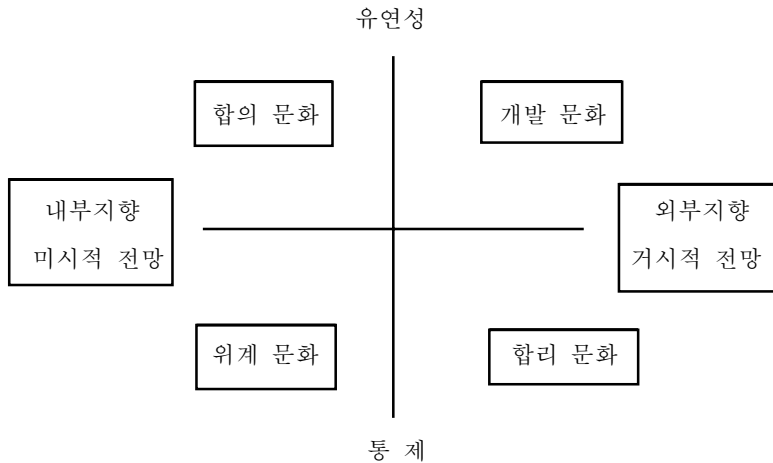 유연성
합의 문화
개발 문화
내부지향
미시적 전망
외부지향
거시적 전망
위계 문화
합리 문화
통 제